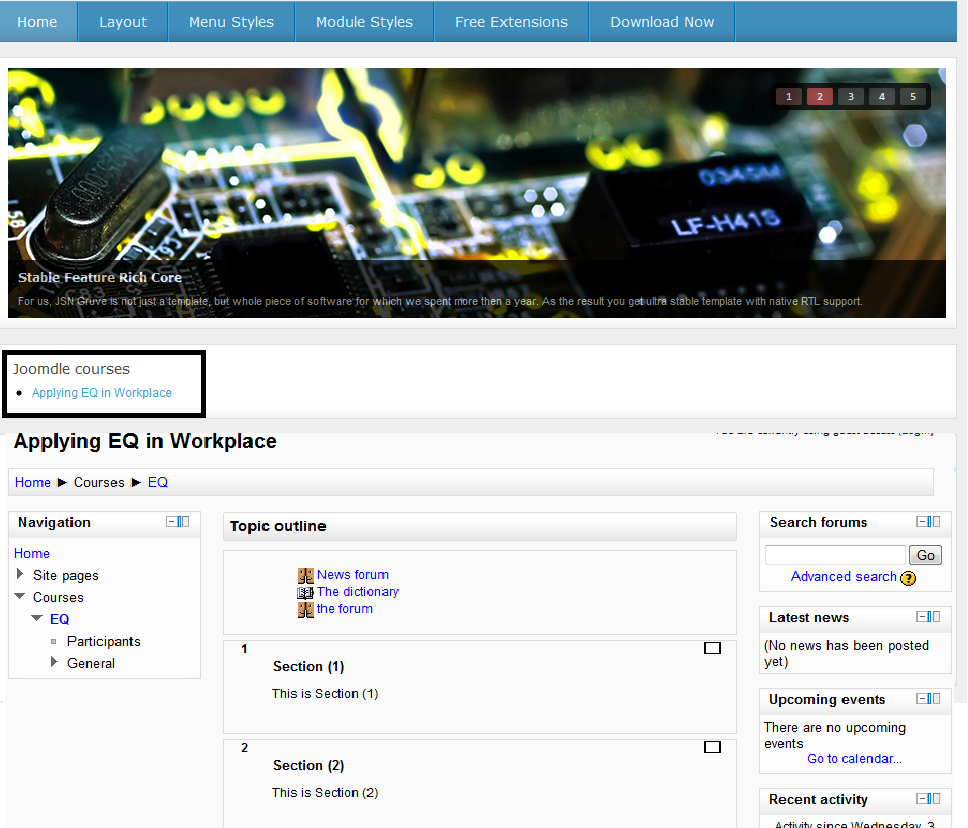 Home Layout Menu Styles Module Styles Free Extensions Download Now
1 2 3 4 5
0345M
LF-H41S
Stable Feature Rich Core
For us, JSN Gruve is not just a template, but whole piece of software for which we spent more then a year. As the result you get ultra stable template with native RTL support.
Joomdle courses
Applying EQ in Workplace
Applying EQ in Workplace
Home ► Courses ► EQ
Navigation
Home
Site pages
Courses
EQ
Participants
General
Topic outline
News forum
The dictionary
the forum
1
Section (1)
This is Section (1)
2
Section (2)
This is Section (2)
Search forums
Go
Advanced search ?
Latest news
(No news has been posted
yet)
Upcoming events
There are no upcoming
events
Go to calendar...
Recent activity
Activity since Wednesday, 3